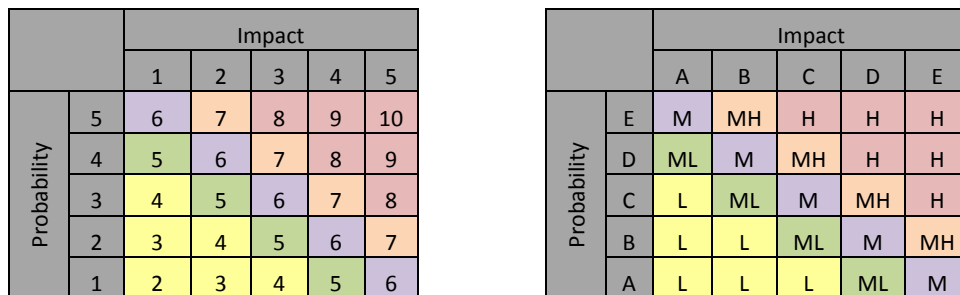 Impact
1 2 3 4 5
Probability
5 6 7 8 9 10
4 5 6 7 8 9
3 4 5 6 7 8
2 3 4 5 6 7
1 2 3 4 5 6
Impact
A B C D E
Probability
E M MH H H H
D ML M MH H H
C L ML M MH H
B L L ML M MH
A L L L ML M